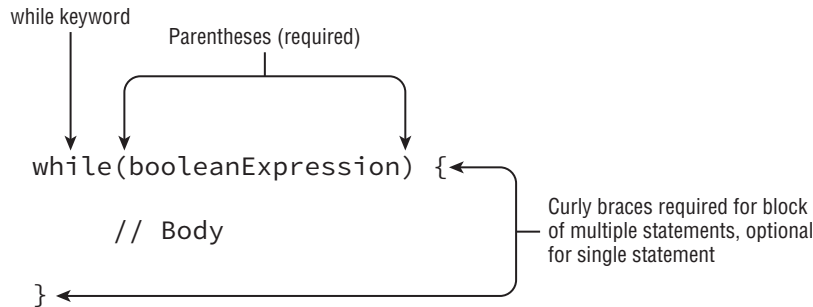 while keyword
Parentheses (required)
while(booleanExpression) {
// Body
Curly braces required for block
of multiple statements, optional
for single statement
}